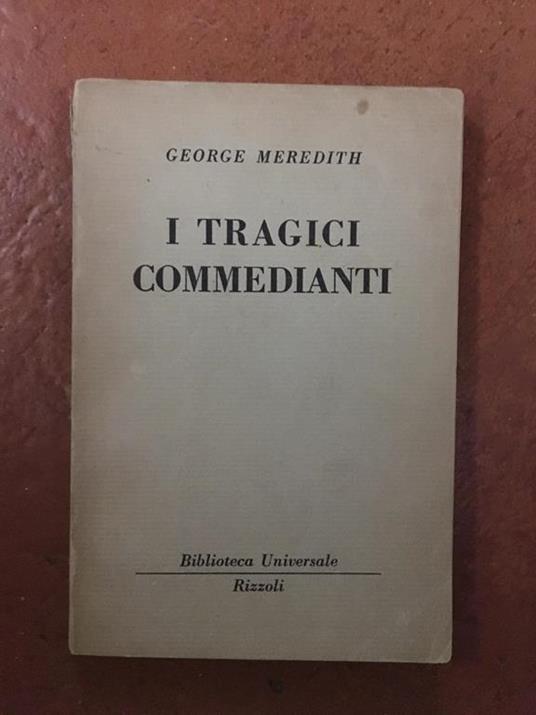 GEORGE MEREDITH
I TRAGICI
COMMEDIANTI
Biblioteca Universale
Rizzoli